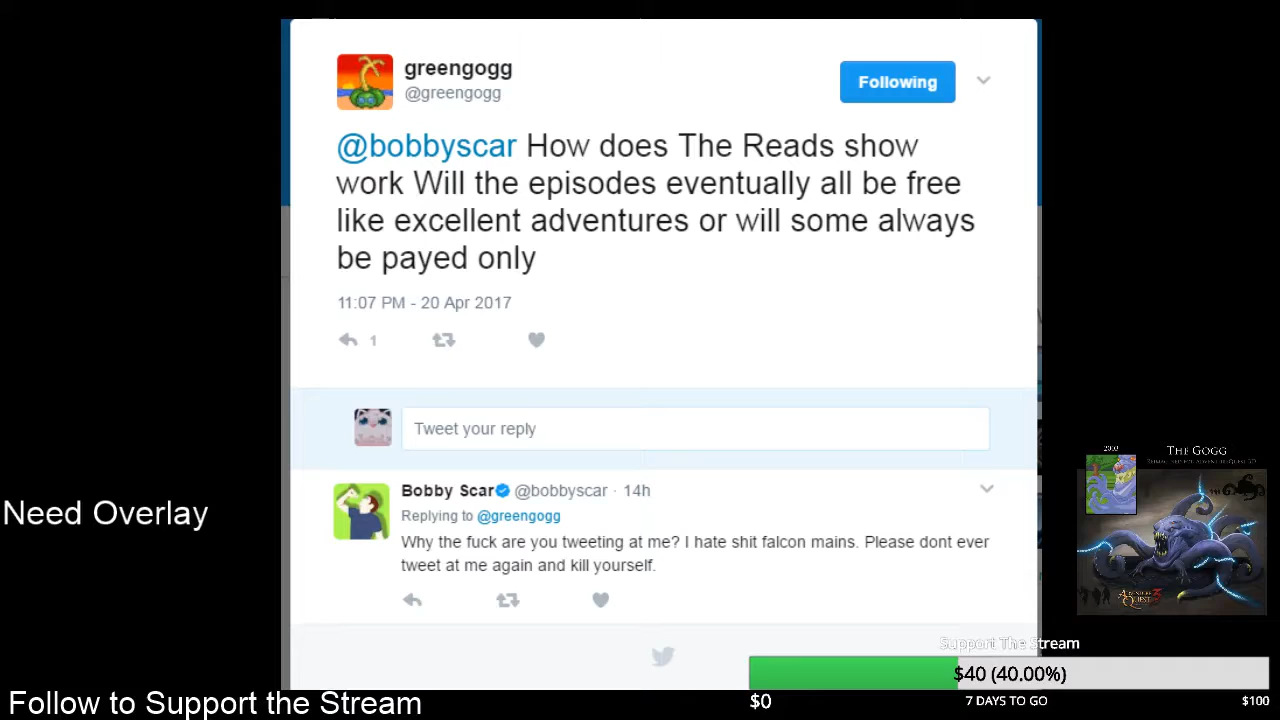 greengogg
@greengogg
Following
@bobbyscar How does The Reads show
work Will the episodes eventually all be free
like excellent adventures or will some always
be payed only
11:07 PM - 20 Apr 2017
1
Tweet your reply
Bobby Scar @bobbyscar · 14h
Replying to @greengogg
Why the fuck are you tweeting at me? I hate shit falcon mains. Please dont ever
tweet at me again and kill yourself.
Need Overlay
2003
THE GOGG
ADVENTURE
QUEST 3
Support The Stream
$40 (40.00%)
$0
7 DAYS TO GO
$100
Follow to Support the Stream